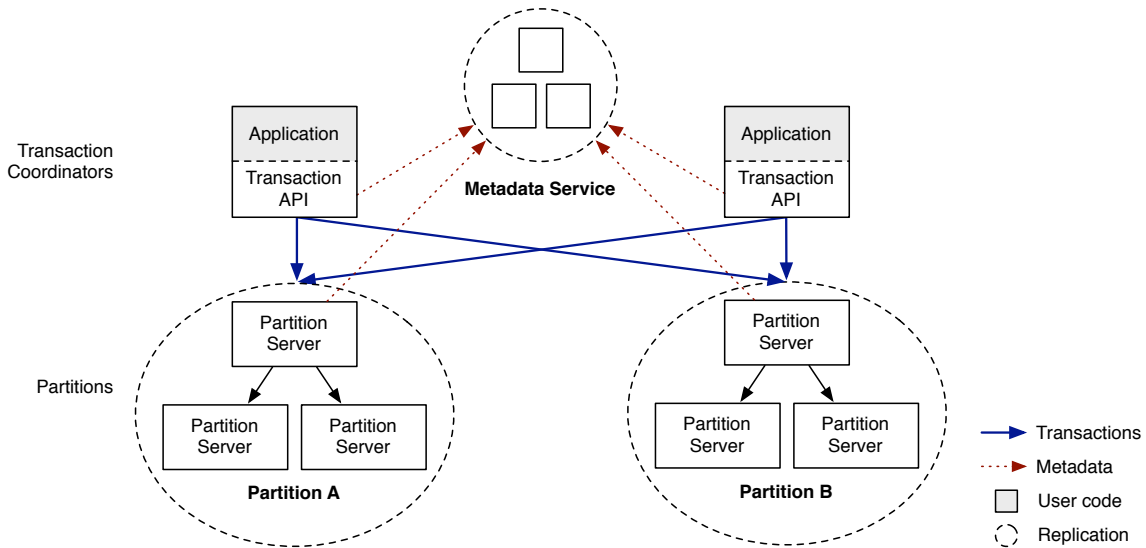 Transaction
Coordinators
Application
Transaction
API
Metadata Service
Application
Transaction
API
Partitions
Partition
Server
Partition
Server
Partition
Server
Partition A
Partition
Server
Partition
Server
Partition
Server
Partition B
Transactions
Metadata
User code
Replication